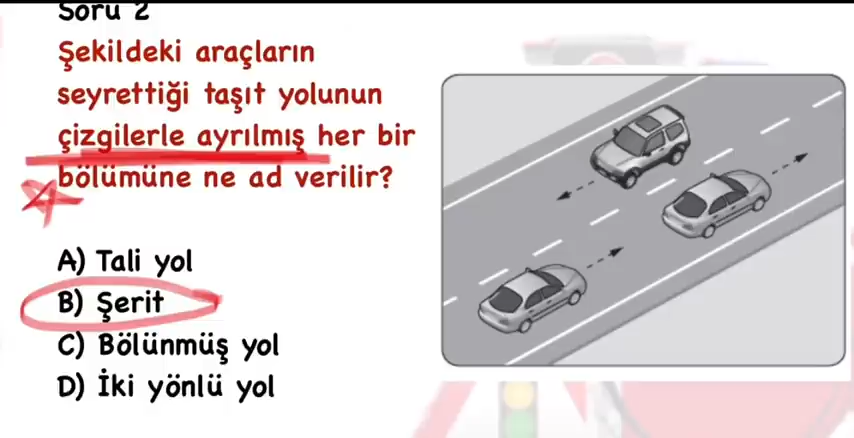 Soru 2
Şekildeki araçların
seyrettiği taşıt yolunun
çizgilerle ayrılmış her bir
bölümüne ne ad verilir?
A) Tali yol
B) Şerit
C) Bölünmüş yol
D) İki yönlü yol